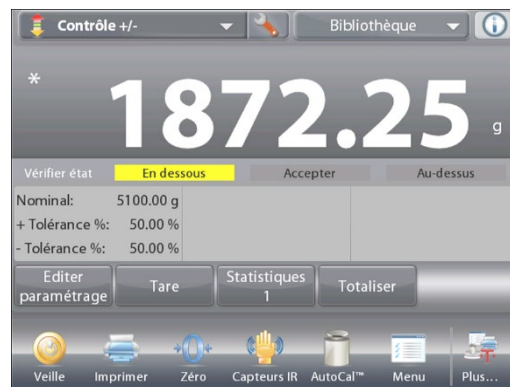 Contrôle +/- Bibliothèque
* 1872.25 g
Vérifier état En dessous Accepter Au-dessus
Nominal: 5100.00 g
+ Tolérance %: 50.00 %
- Tolérance %: 50.00 %
Editer paramétrage Tare Statistiques 1 Totaliser
Veille Imprimer Zéro Capteurs IR AutoCal™ Menu Plus...